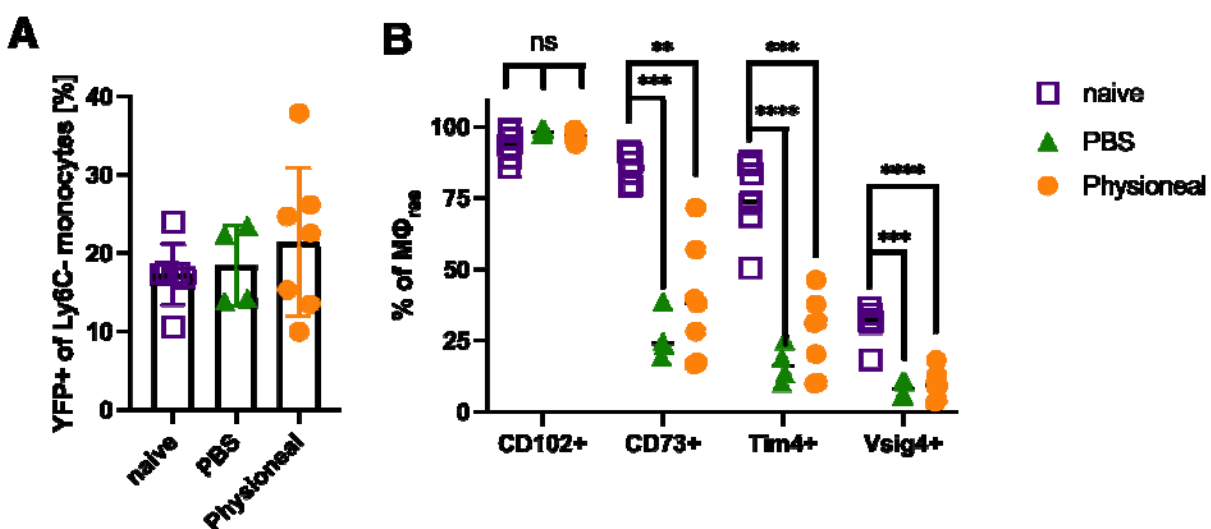 A
YFP+ of Ly6C- monocytes [%]
40
30
20
10
0
naive
PBS
Physioneal
B
% of MΦres
100
75
50
25
0
ns
**
***
***
****
****
***
CD102+
CD73+
Tim4+
Vsig4+
naive
PBS
Physioneal